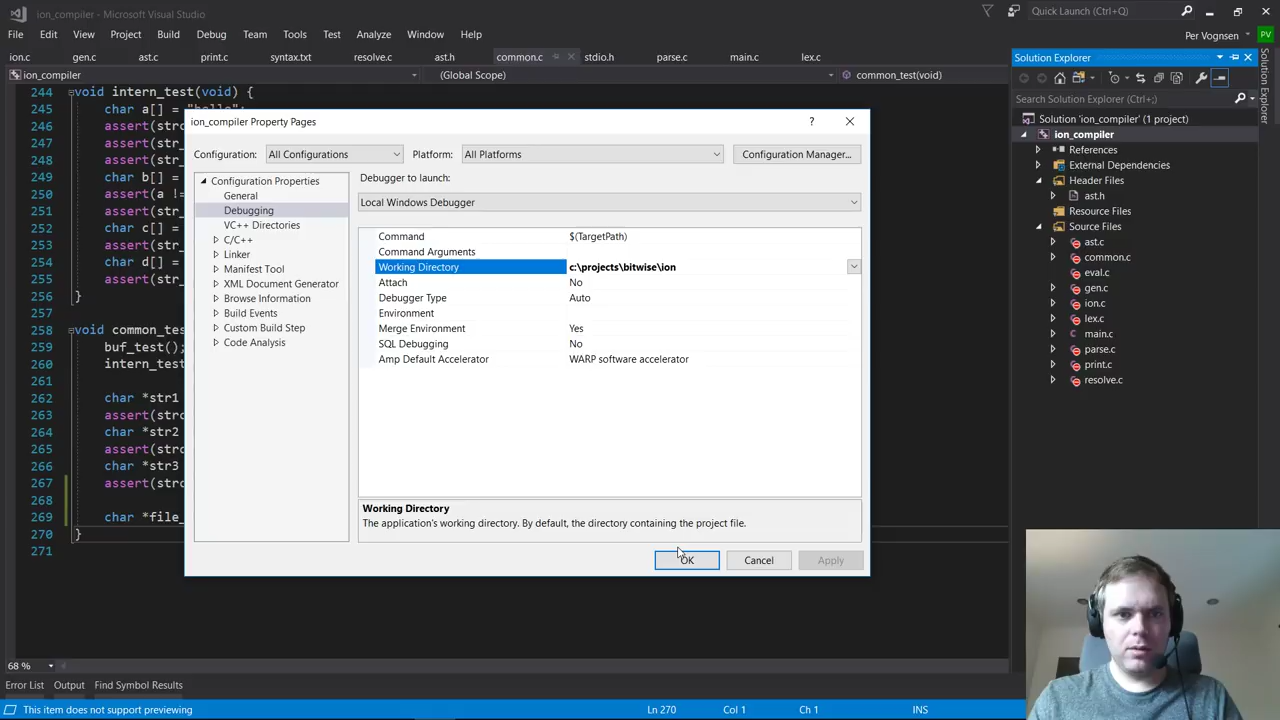 ion_compiler - Microsoft Visual Studio
Quick Launch (Ctrl+Q)
File Edit View Project Build Debug Team Tools Test Analyze Window Help
Per Vognsen PV
ion.c gen.c ast.c print.c syntax.txt resolve.c ast.h common.c stdio.h parse.c main.c lex.c
ion_compiler (Global Scope) common_test(void)
244 void intern_test(void) {
245 char a[] = "hello";
246 assert(strc
247 assert(str_
248 assert(str_
249 char b[] =
250 assert(a !=
251 assert(str_
252 char c[] =
253 assert(str_
254 char d[] =
255 assert(str_
256 }
257
258 void common_tes
259 buf_test();
260 intern_test
261
262 char *str1
263 assert(strc
264 char *str2
265 assert(strc
266 char *str3
267 assert(strc
268
269 char *file_
270 }
271
68 %
ion_compiler Property Pages
?
Configuration: All Configurations Platform: All Platforms Configuration Manager...
Configuration Properties
General
Debugging
VC++ Directories
C/C++
Linker
Manifest Tool
XML Document Generator
Browse Information
Build Events
Custom Build Step
Code Analysis
Debugger to launch:
Local Windows Debugger
Command $(TargetPath)
Command Arguments
Working Directory c:\projects\bitwise\ion
Attach No
Debugger Type Auto
Environment
Merge Environment Yes
SQL Debugging No
Amp Default Accelerator WARP software accelerator
Working Directory
The application's working directory. By default, the directory containing the project file.
OK Cancel Apply
Solution Explorer
Search Solution Explorer (Ctrl+;)
Solution 'ion_compiler' (1 project)
ion_compiler
References
External Dependencies
Header Files
ast.h
Resource Files
Source Files
ast.c
common.c
eval.c
gen.c
ion.c
lex.c
main.c
parse.c
print.c
resolve.c
Solution Explorer
Error List Output Find Symbol Results
This item does not support previewing Ln 270 Col 1 Ch 1 INS